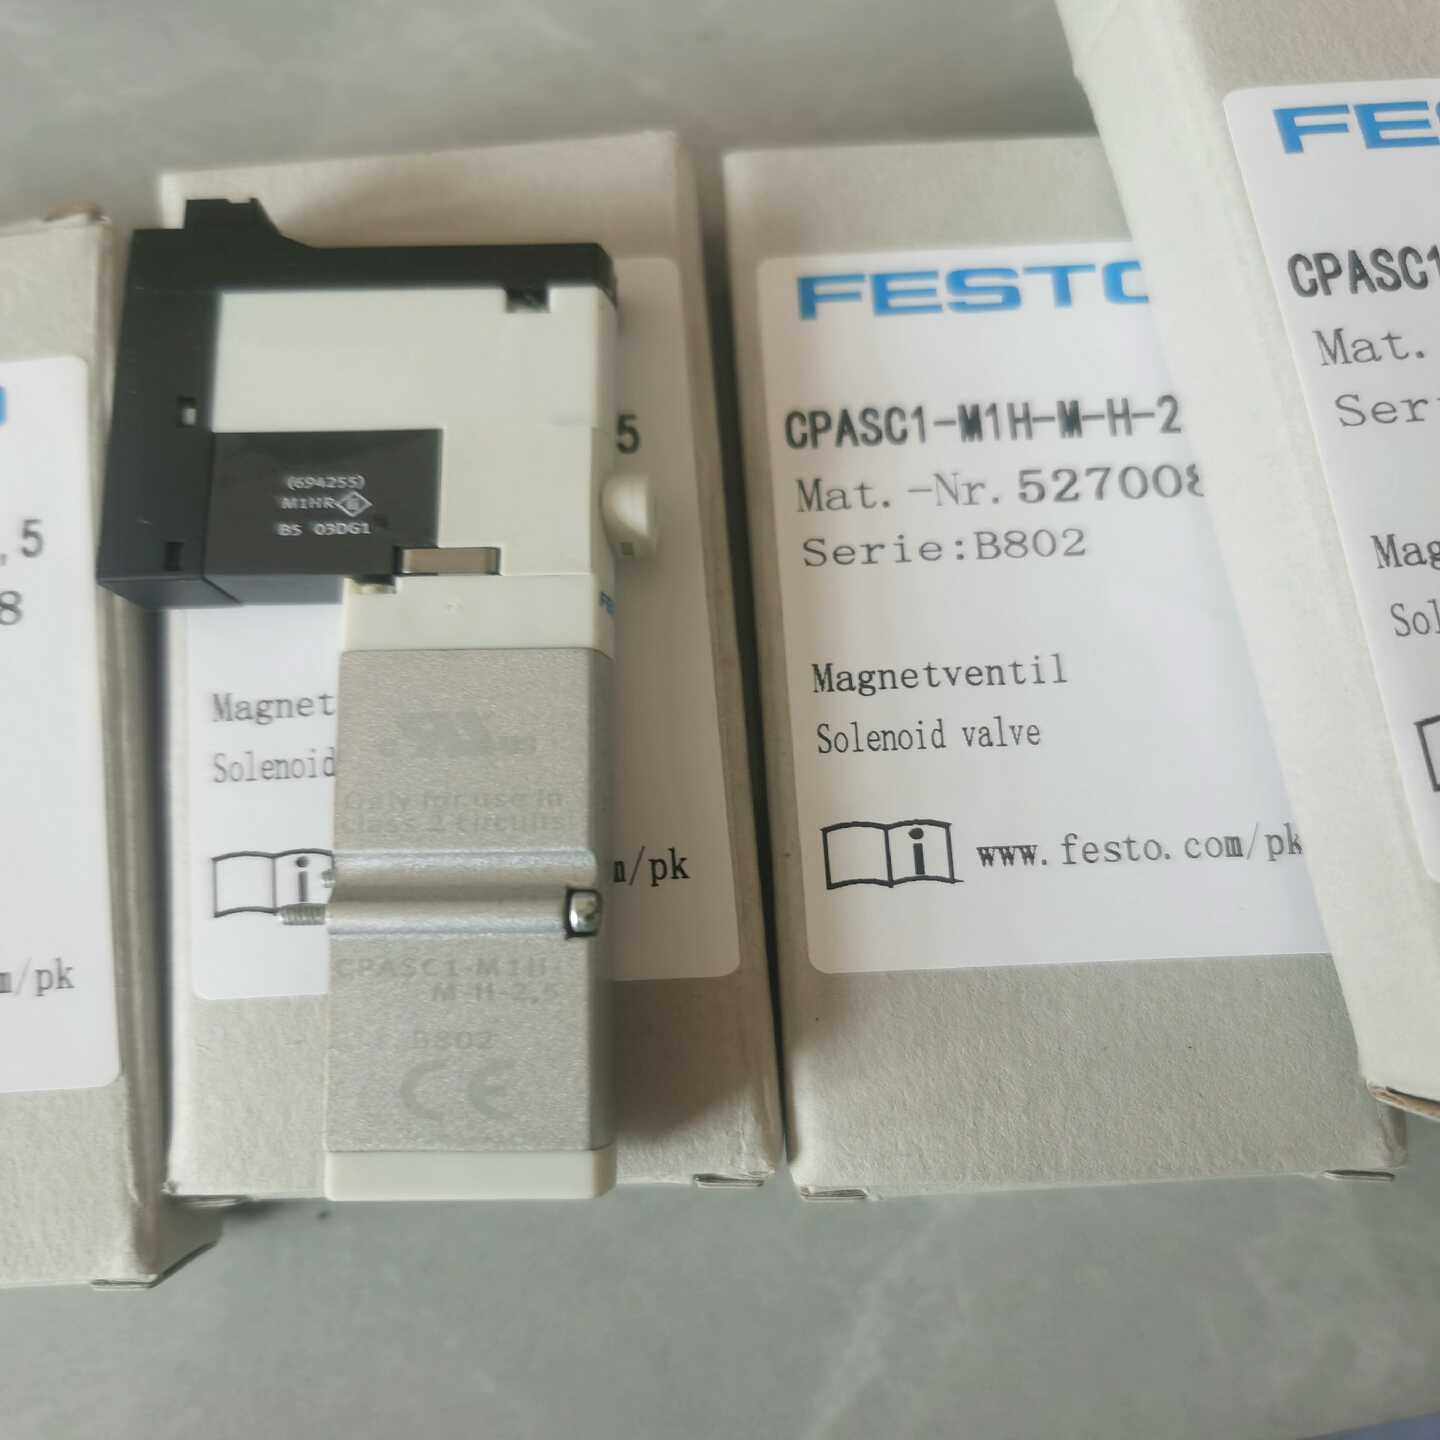 ,5
8
/pk
5
(694255)
M1HR
BS 03DG1
Magnet
Solenoid
Only for use in
class 2 circuits!
i
m/pk
CPASC1-M1H-
M-H-2,5
B802
CE
FESTO
CPASC1-M1H-M-H-2
Mat.-Nr.527008
Serie:B802
Magnetventil
Solenoid valve
i www.festo.com/pk
FES
CPASC1
Mat.
Ser
Mag
Sol